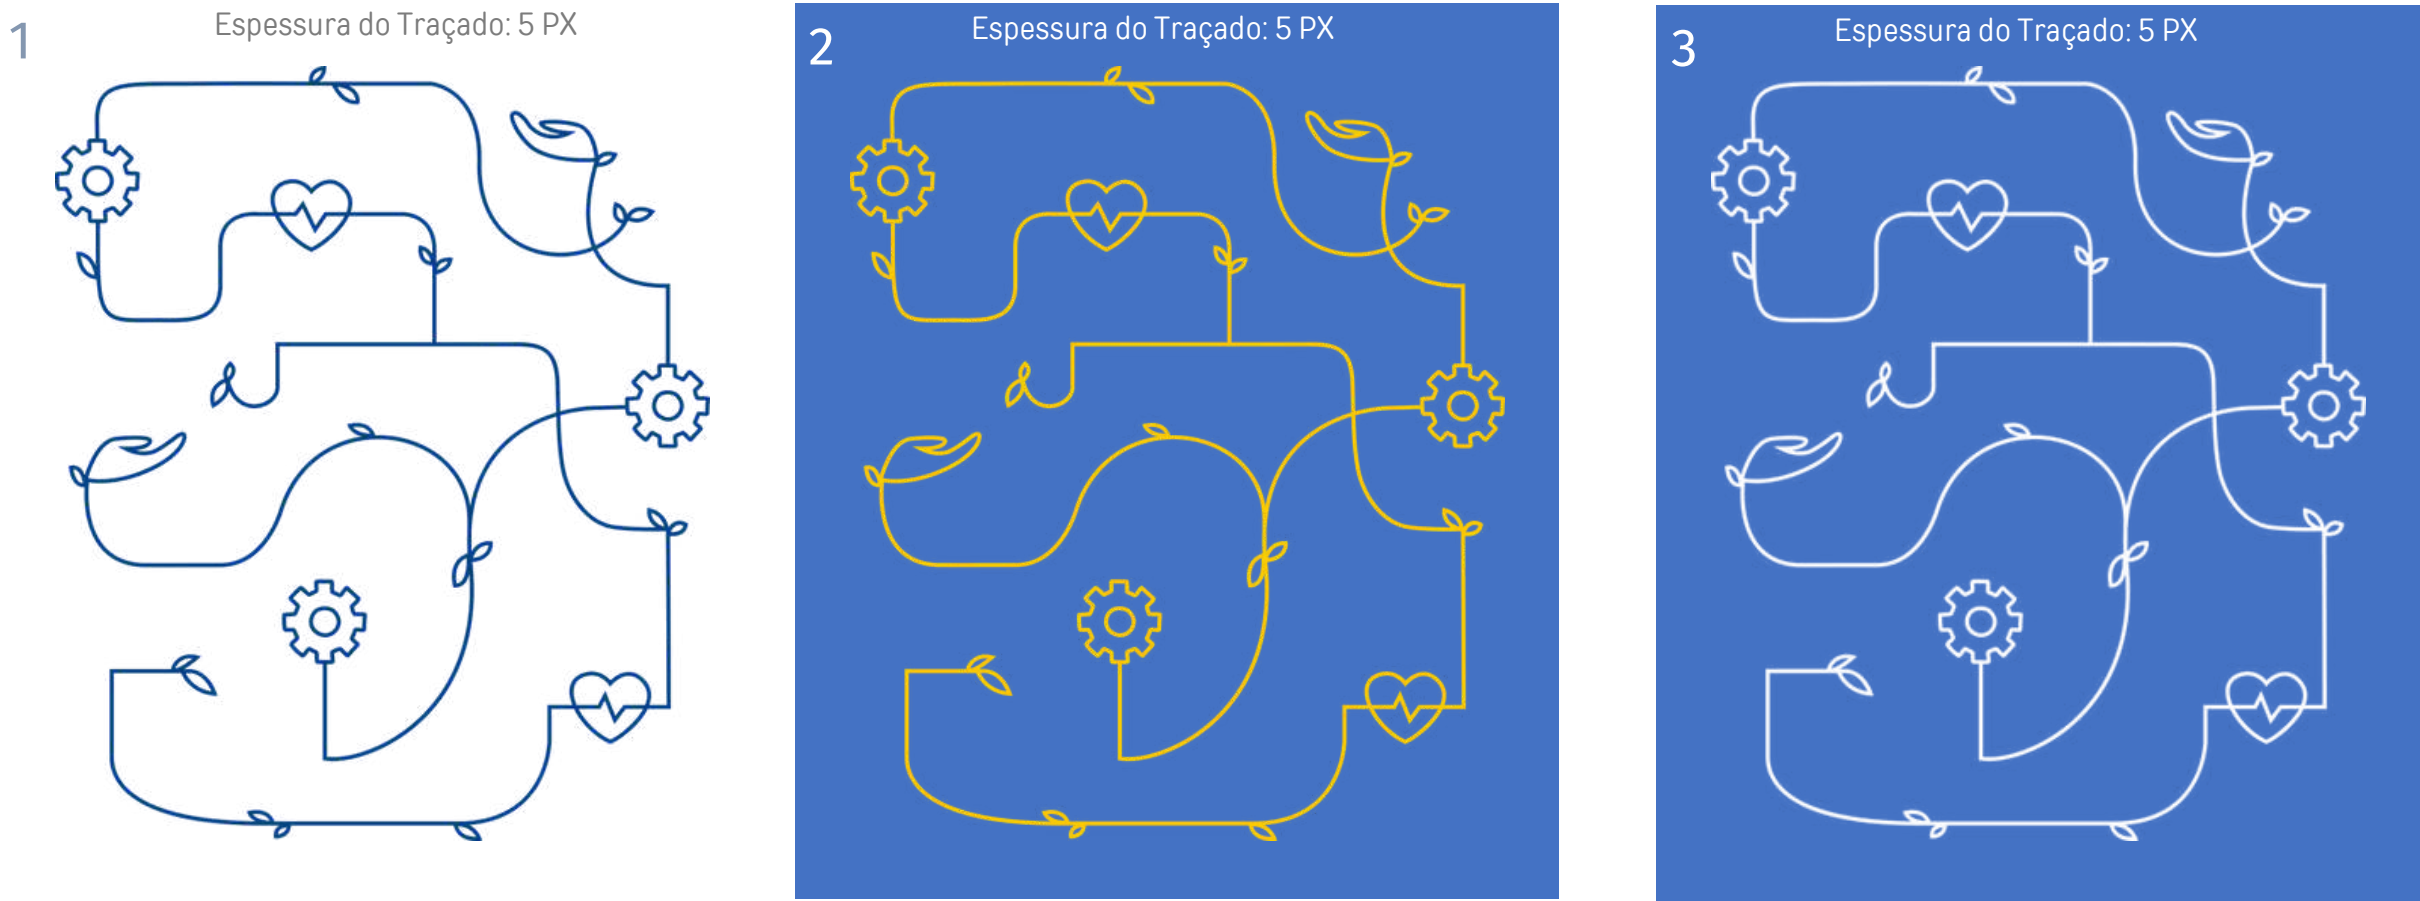 1
Espessura do Traçado: 5 PX
2
Espessura do Traçado: 5 PX
3
Espessura do Traçado: 5 PX